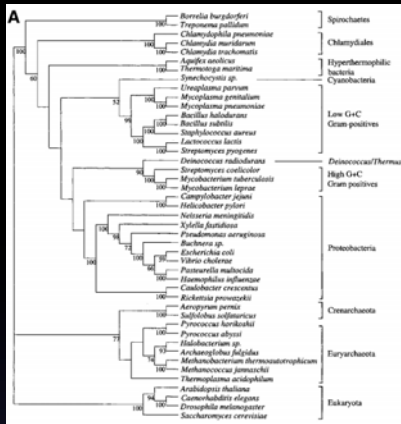 A
Borrelia burgdorferi
Treponema pallidum
Spirochaetes
Chlamydophila pneumoniae
Chlamydia muridarum
Chlamydia trachomatis
Chlamydiales
Aquifex aeolicus
Thermotoga maritima
Hyperthermophilic
bacteria
Synechocystis sp.
Cyanobacteria
Ureaplasma parvum
Mycoplasma genitalium
Mycoplasma pneumoniae
Bacillus halodurans
Bacillus subtilis
Staphylococcus aureus
Lactococcus lactis
Streptomyces pyogenes
Low G+C
Gram positives
Deinococcus radiodurans
Deinococcus/Thermus
Streptomyces coelicolor
Mycobacterium tuberculosis
Mycobacterium leprae
High G+C
Gram positives
Campylobacter jejuni
Helicobacter pylori
Neisseria meningitidis
Xylella fastidiosa
Pseudomonas aeruginosa
Buchnera sp.
Escherichia coli
Vibrio cholerae
Pasteurella multocida
Haemophilus influenzae
Caulobacter crescentus
Rickettsia prowazekii
Proteobacteria
Aeropyrum pernix
Sulfolobus solfataricus
Crenarchaeota
Pyrococcus horikoshii
Pyrococcus abyssi
Halobacterium sp.
Archaeoglobus fulgidus
Methanobacterium thermoautotrophicum
Methanococcus jannaschii
Thermoplasma acidophilum
Euryarchaeota
Arabidopsis thaliana
Caenorhabditis elegans
Drosophila melanogaster
Saccharomyces cerevisiae
Eukaryota